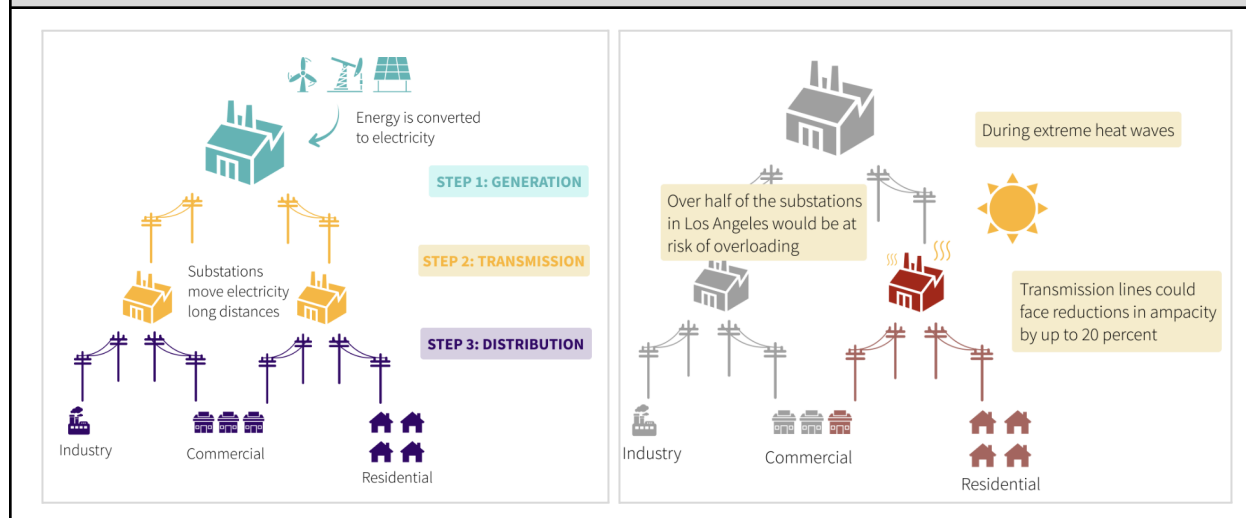 Energy is converted
to electricity
STEP 1: GENERATION
STEP 2: TRANSMISSION
Substations
move electricity
long distances
STEP 3: DISTRIBUTION
Industry
Commercial
Residential
During extreme heat waves
Over half of the substations
in Los Angeles would be at
risk of overloading
Transmission lines could
face reductions in ampacity
by up to 20 percent
Industry
Commercial
Residential